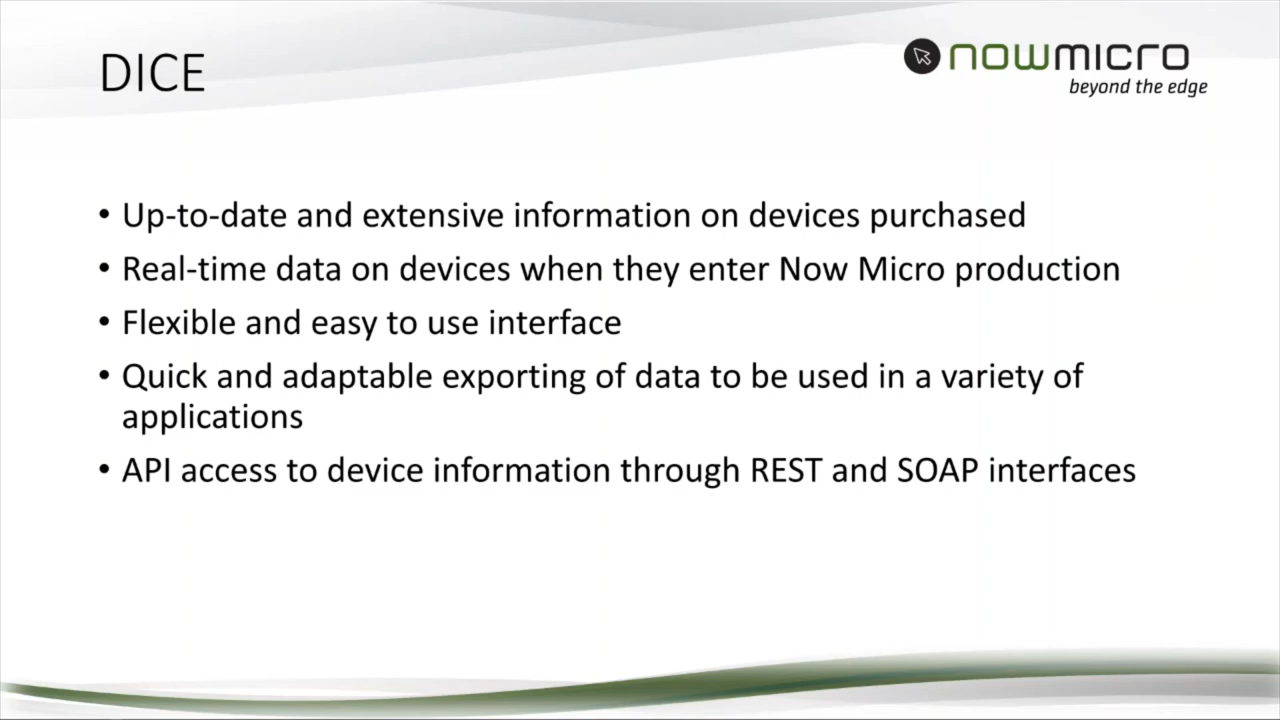 DICE
nowmicro
beyond the edge
• Up-to-date and extensive information on devices purchased
• Real-time data on devices when they enter Now Micro production
• Flexible and easy to use interface
• Quick and adaptable exporting of data to be used in a variety of
applications
• API access to device information through REST and SOAP interfaces